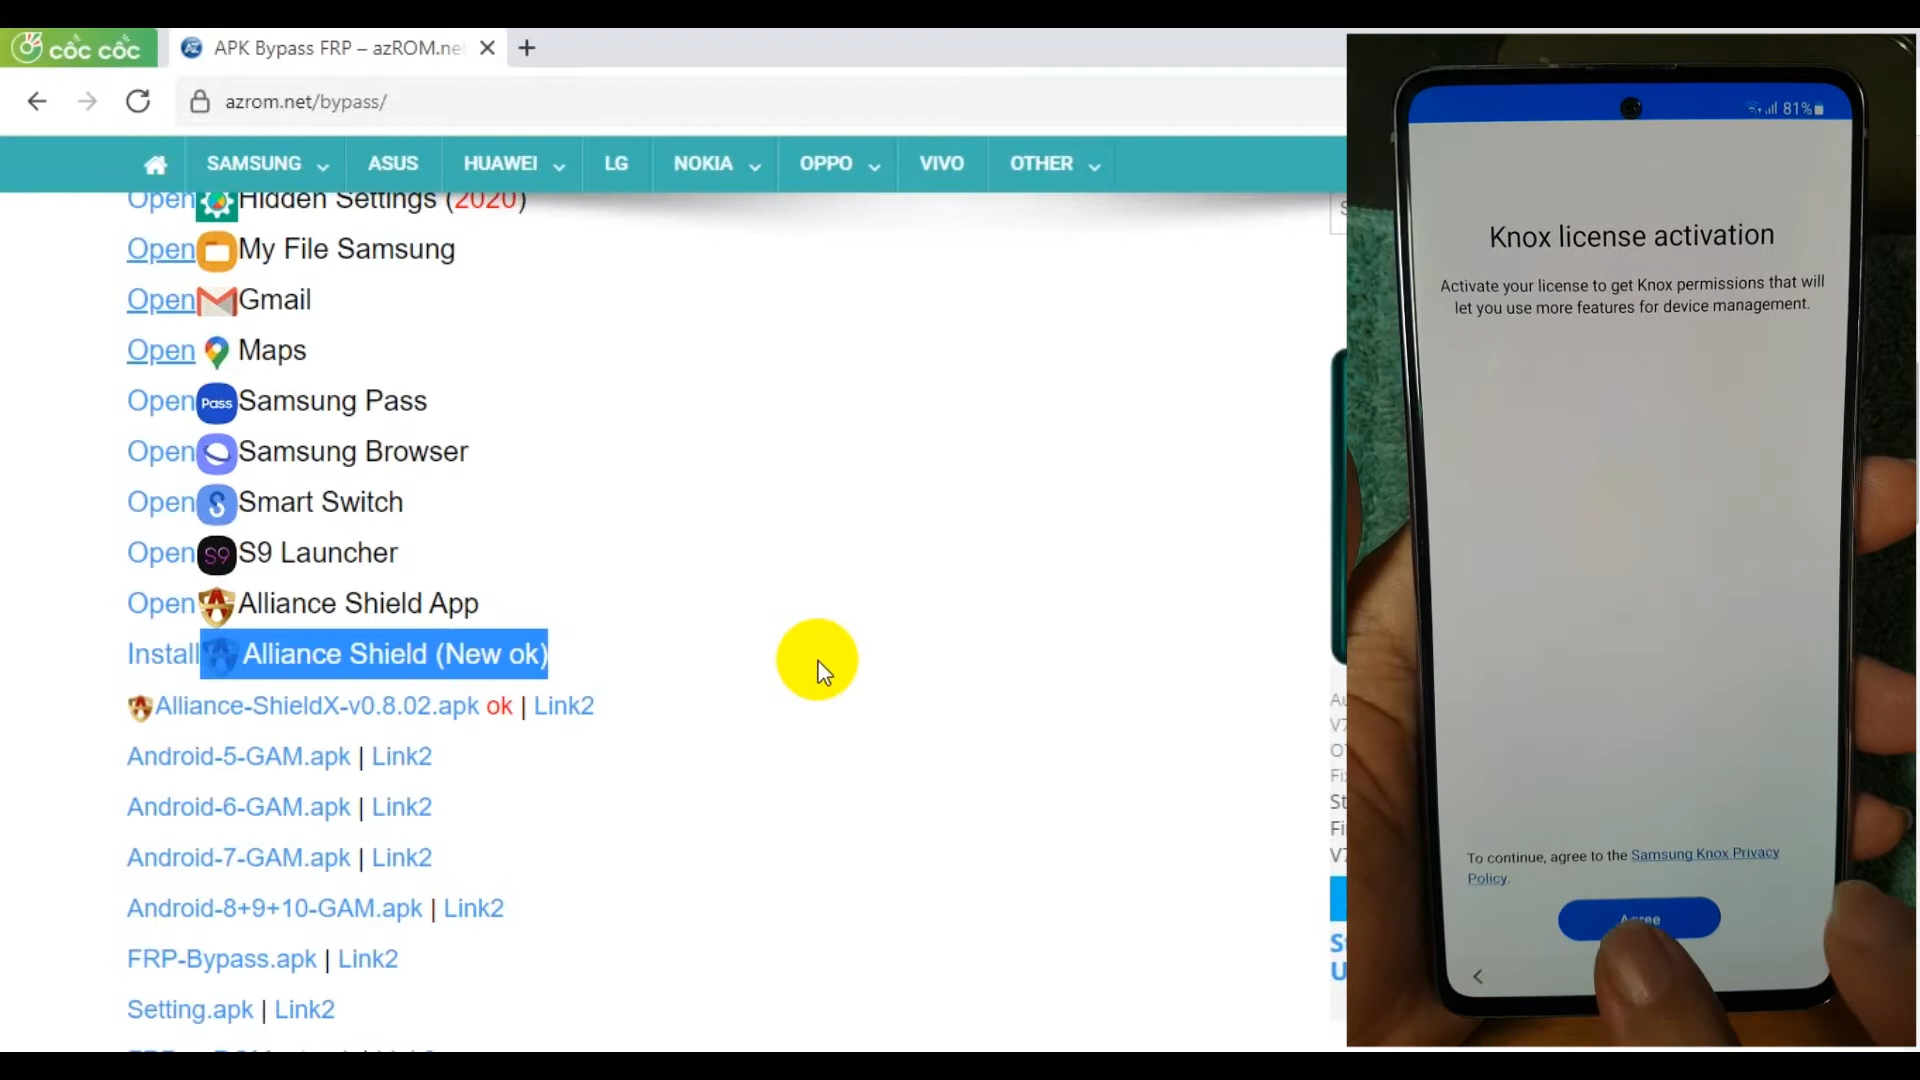 cốc cốc
APK Bypass FRP – azROM.ne
azrom.net/bypass/
SAMSUNG ASUS HUAWEI LG NOKIA OPPO VIVO OTHER
Open Hidden Settings (2020)
Open My File Samsung
Open Gmail
Open Maps
Open Pass Samsung Pass
Open Samsung Browser
Open Smart Switch
Open S9 S9 Launcher
Open Alliance Shield App
Install Alliance Shield (New ok)
Alliance-ShieldX-v0.8.02.apk ok | Link2
Android-5-GAM.apk | Link2
Android-6-GAM.apk | Link2
Android-7-GAM.apk | Link2
Android-8+9+10-GAM.apk | Link2
FRP-Bypass.apk | Link2
Setting.apk | Link2
81%
Knox license activation
Activate your license to get Knox permissions that will
let you use more features for device management.
To continue, agree to the Samsung Knox Privacy
Policy.
Agree